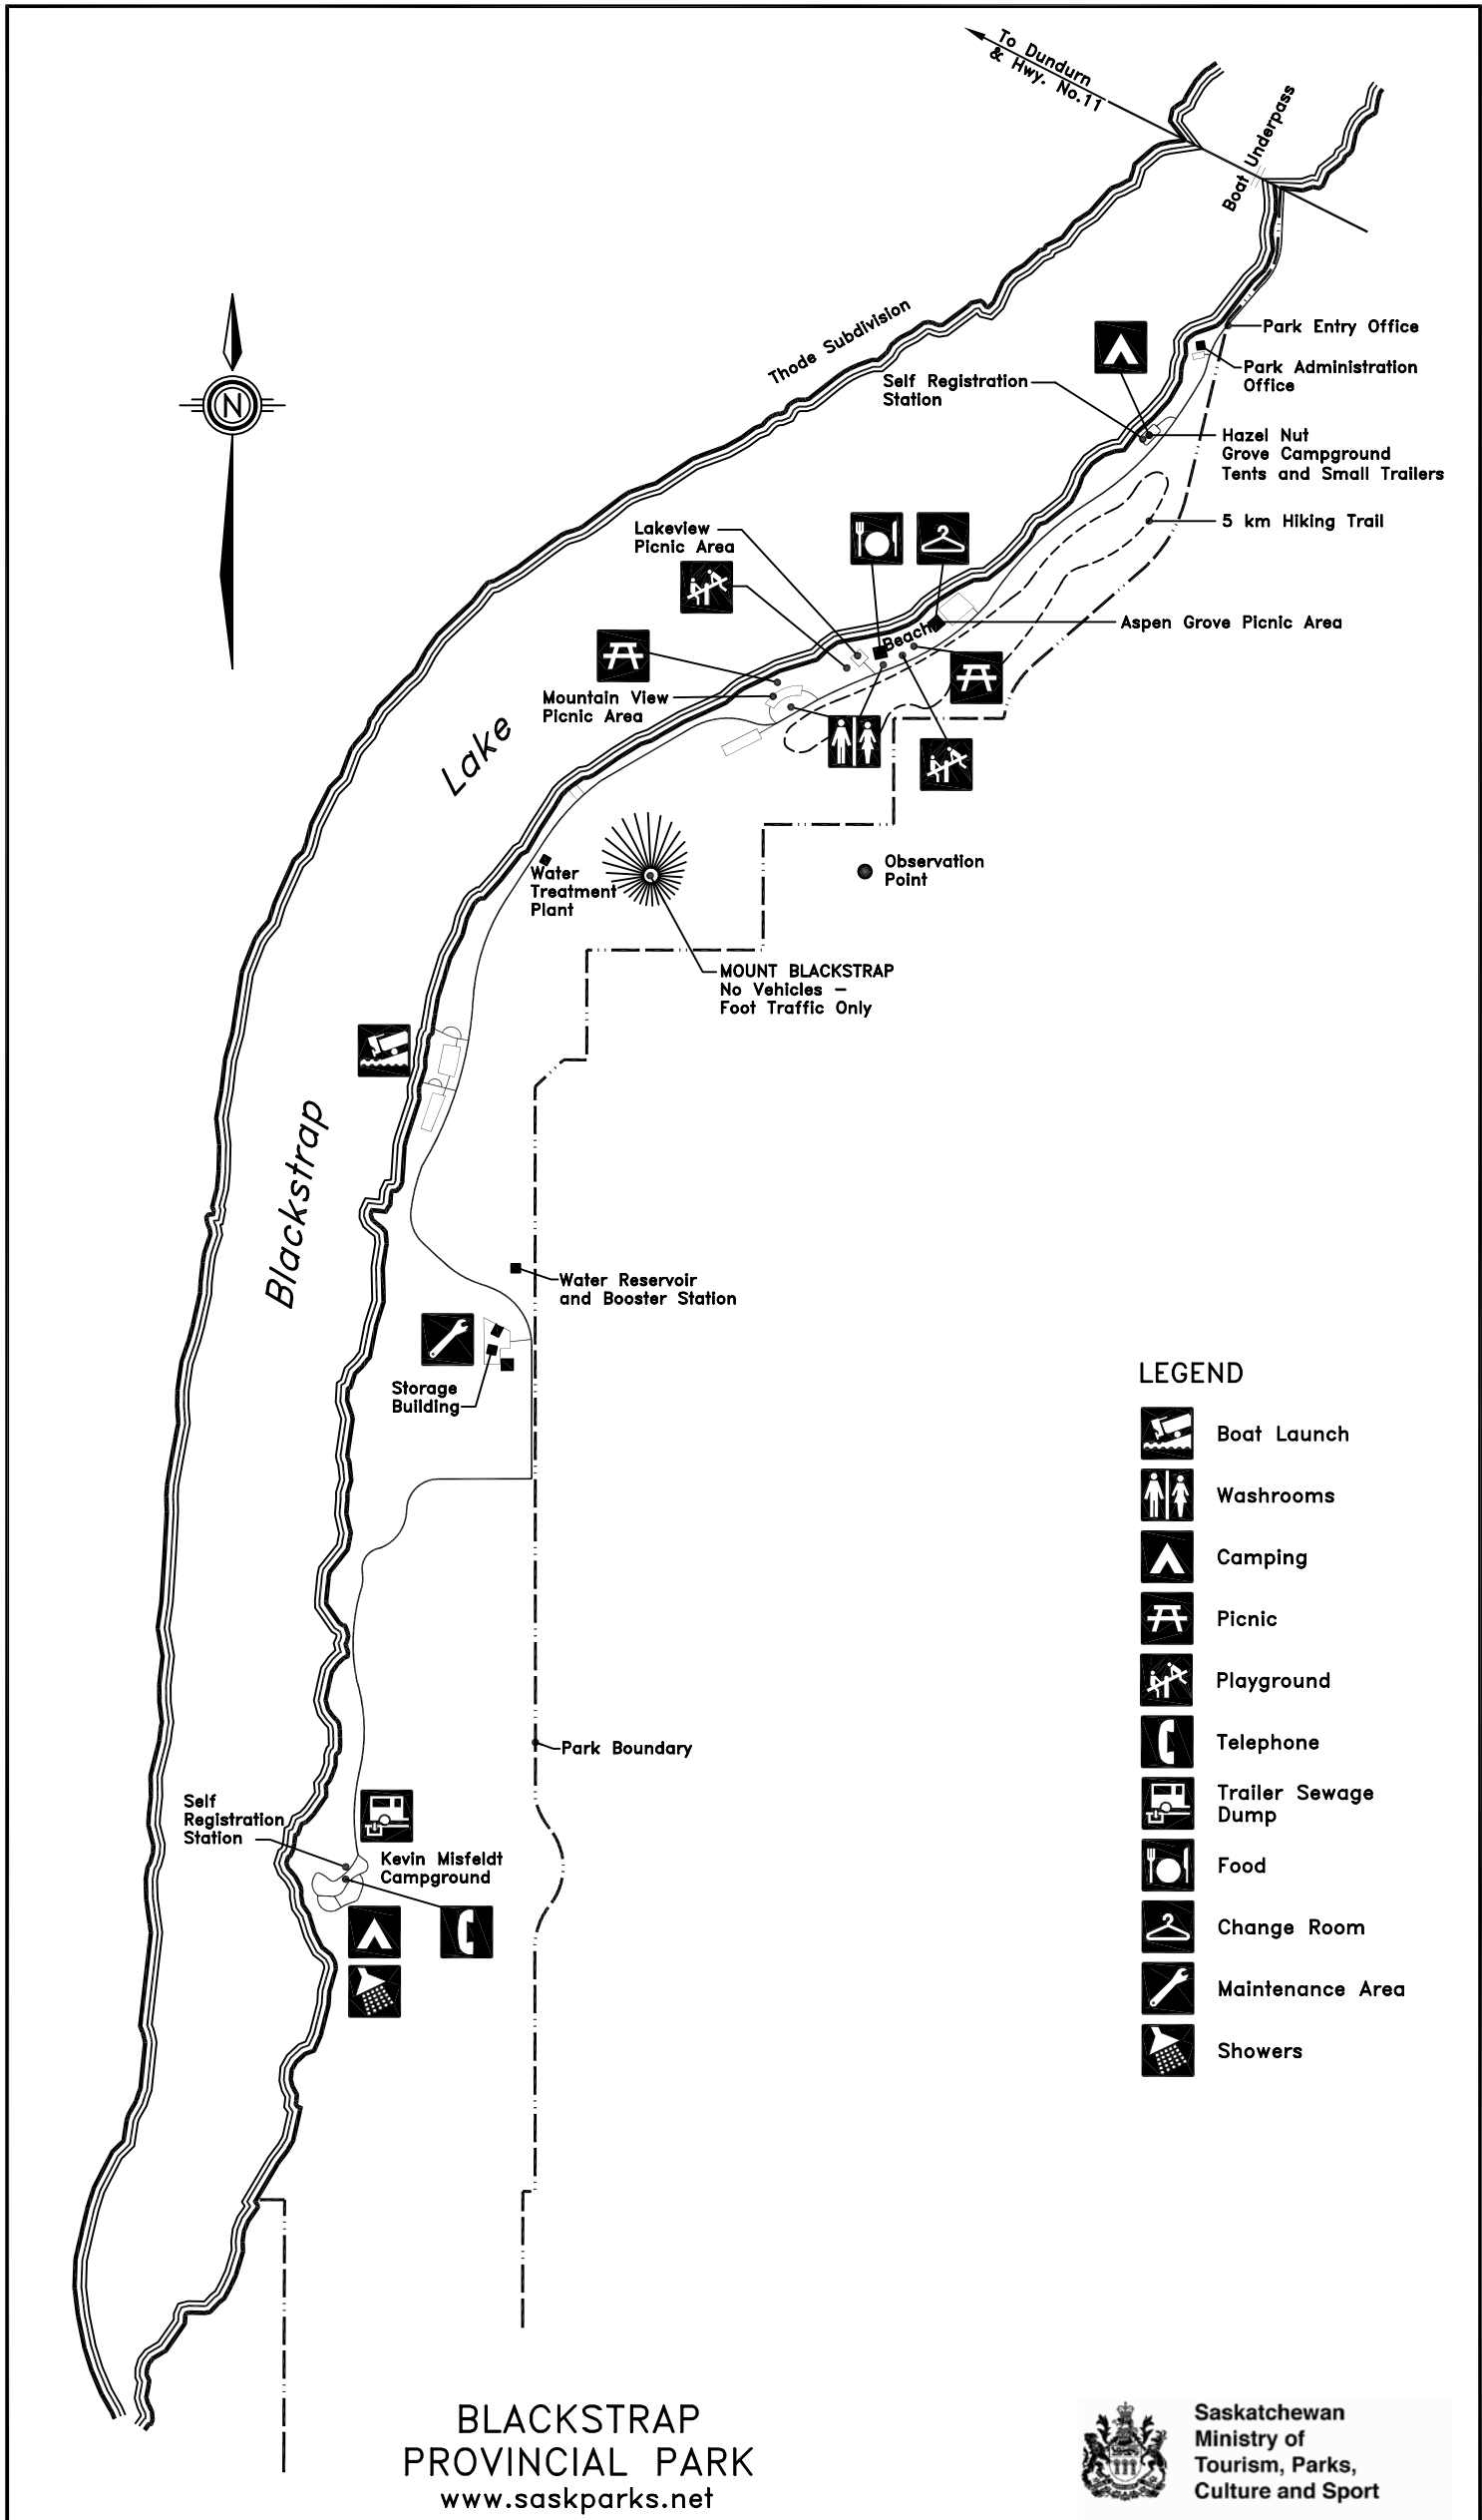 To Dundurn
& Hwy. No.11
Boat Underpass
Thode Subdivision
N
Park Entry Office
Park Administration
Office
Self Registration
Station
Hazel Nut
Grove Campground
Tents and Small Trailers
5 km Hiking Trail
Lakeview
Picnic Area
Aspen Grove Picnic Area
Beach
Mountain View
Picnic Area
Lake
Observation
Point
Water
Treatment
Plant
MOUNT BLACKSTRAP
No Vehicles –
Foot Traffic Only
Blackstrap
Water Reservoir
and Booster Station
Storage
Building
LEGEND
Boat Launch
Washrooms
Camping
Picnic
Playground
Telephone
Trailer Sewage
Dump
Food
Change Room
Maintenance Area
Showers
Park Boundary
Self
Registration
Station
Kevin Misfeldt
Campground
BLACKSTRAP
PROVINCIAL PARK
www.saskparks.net
Saskatchewan
Ministry of
Tourism, Parks,
Culture and Sport